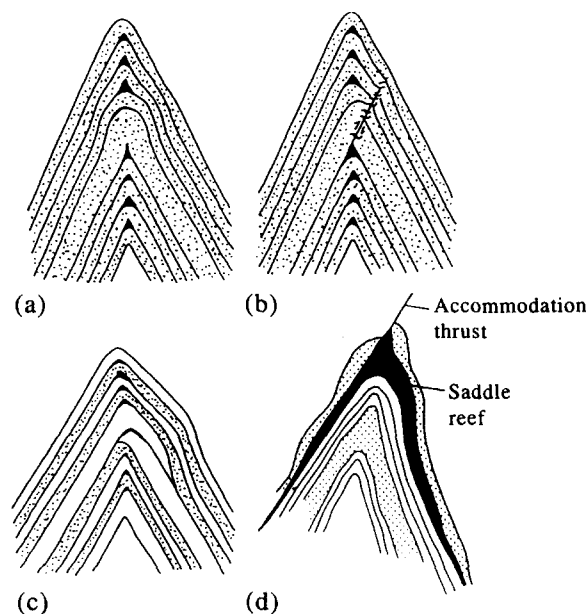 (a)
(b)
Accommodation
thrust
Saddle
reef
(c)
(d)